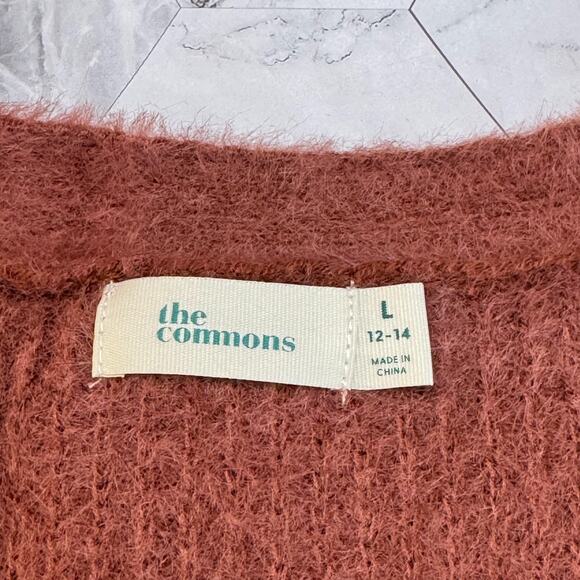 the
commons
L
12-14
MADE IN
CHINA